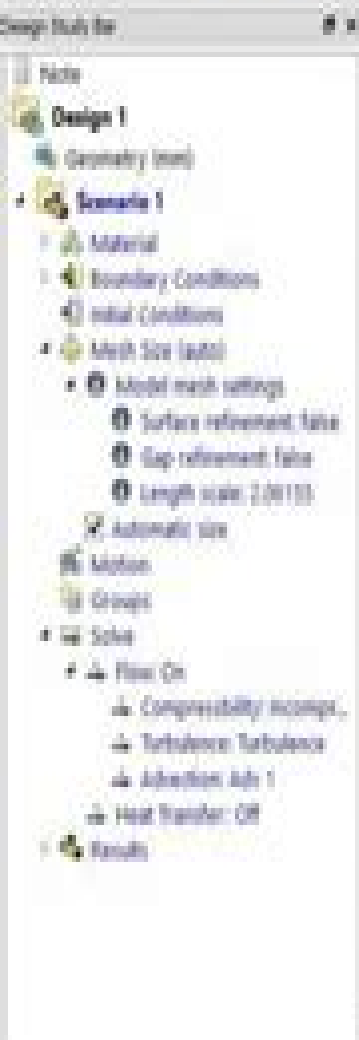 Design Study Bar
Note
Design 1
Geometry (mm)
Scenario 1
Material
Boundary Conditions
Initial Conditions
Mesh Size (auto)
Model mesh settings
Surface refinement: false
Gap refinement: false
Length scale: 2.00155
Automatic size
Motion
Groups
Solve
Flow: On
Compressibility: Incompr...
Turbulence: Turbulence
Advection: Adv 1
Heat Transfer: Off
Results